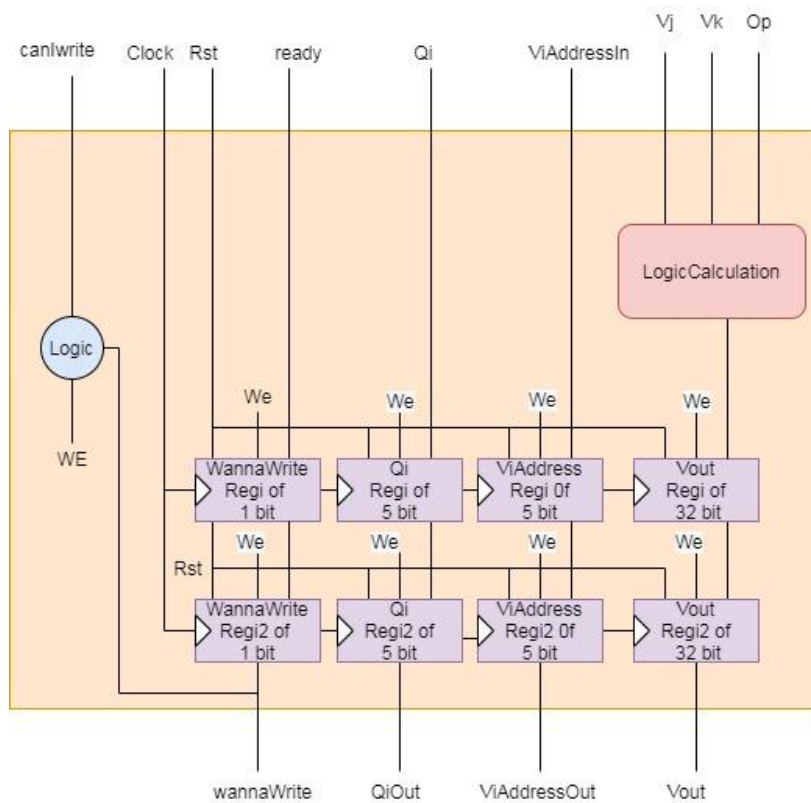 canIwrite
Clock
Rst
ready
Qi
ViAddressIn
Vj
Vk
Op
LogicCalculation
Logic
WE
We
We
We
We
WannaWrite
Regi of
1 bit
Qi
Regi of
5 bit
ViAddress
Regi 0f
5 bit
Vout
Regi of
32 bit
We
We
We
We
Rst
WannaWrite
Regi2 of
1 bit
Qi
Regi2 of
5 bit
ViAddress
Regi2 0f
5 bit
Vout
Regi2 of
32 bit
wannaWrite
QiOut
ViAddressOut
Vout